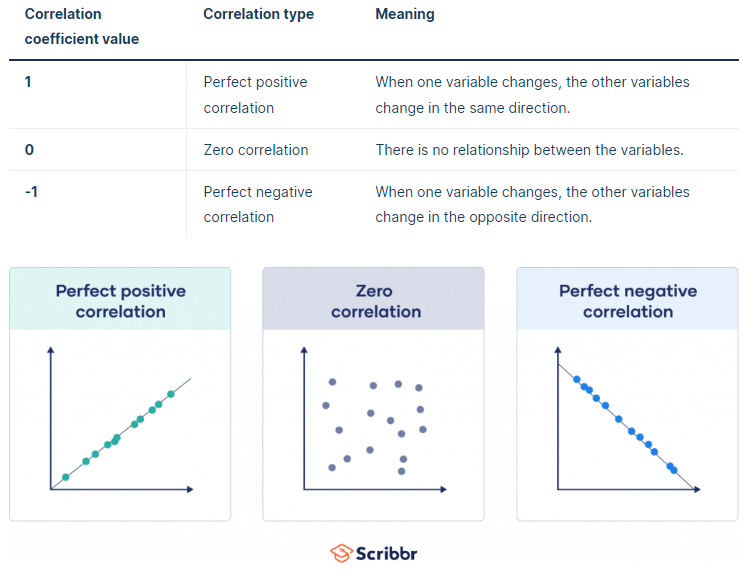 Correlation coefficient value
Correlation type
Meaning
1
Perfect positive correlation
When one variable changes, the other variables change in the same direction.
0
Zero correlation
There is no relationship between the variables.
-1
Perfect negative correlation
When one variable changes, the other variables change in the opposite direction.
Perfect positive
correlation
Zero
correlation
Perfect negative
correlation
Scribbr